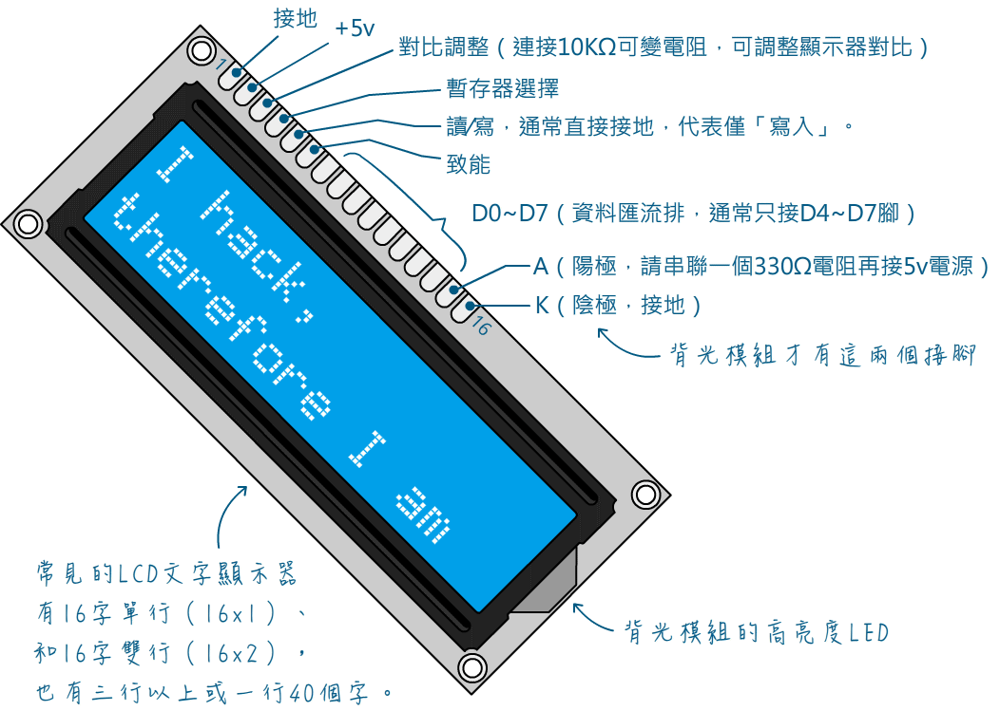 接地
+5v
對比調整（連接10KΩ可變電阻，可調整顯示器對比）
1
暫存器選擇
讀/寫，通常直接接地，代表僅「寫入」。
致能
D0~D7（資料匯流排，通常只接D4~D7腳）
A（陽極，請串聯一個330Ω電阻再接5v電源）
K（陰極，接地）
16
背光模組才有這兩個接腳
I hack,
therefore I am
常見的LCD文字顯示器
有16字單行（16x1）、
和16字雙行（16x2），
也有三行以上或一行40個字。
背光模組的高亮度LED